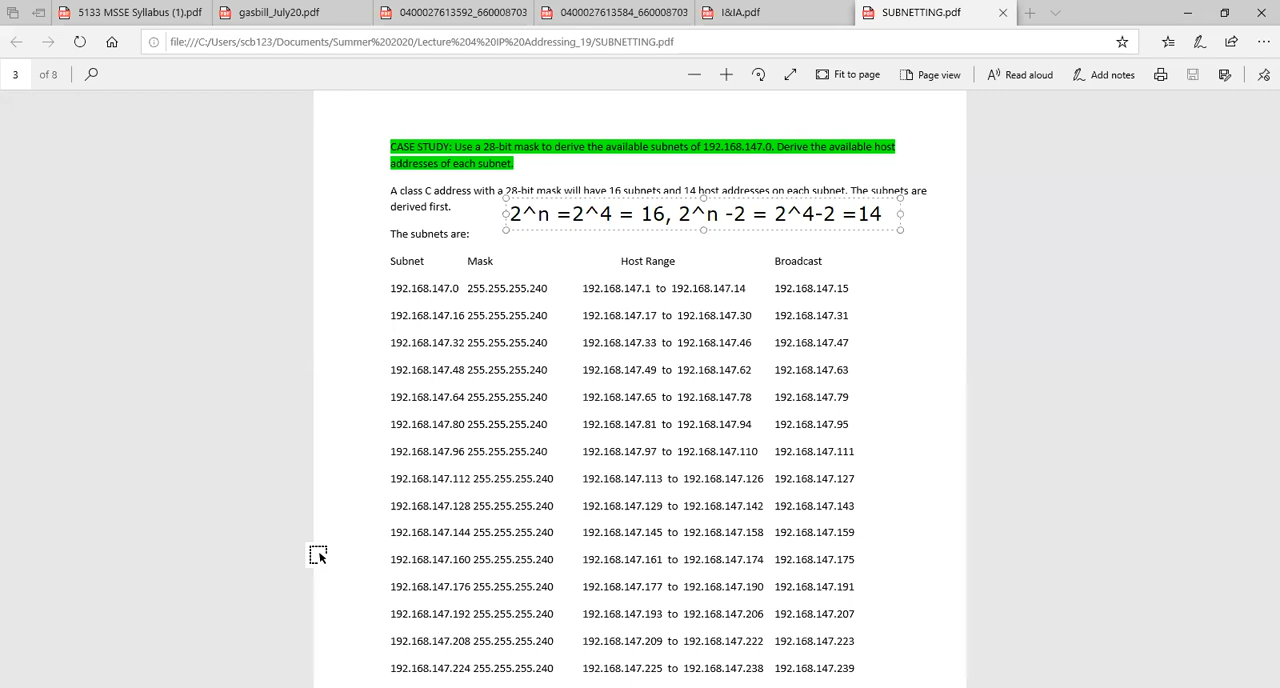 5133 MSSE Syllabus (1).pdf gasbill_July20.pdf 0400027613592_660008703 0400027613584_660008703 I&IA.pdf SUBNETTING.pdf
file:///C:/Users/scb123/Documents/Summer%202020/Lecture%204%20IP%20Addressing_19/SUBNETTING.pdf
3 of 8 Fit to page Page view Read aloud Add notes
CASE STUDY: Use a 28-bit mask to derive the available subnets of 192.168.147.0. Derive the available host
addresses of each subnet.
A class C address with a 28-bit mask will have 16 subnets and 14 host addresses on each subnet. The subnets are
derived first.
2^n =2^4 = 16, 2^n -2 = 2^4-2 =14
The subnets are:
Subnet Mask Host Range Broadcast
192.168.147.0 255.255.255.240 192.168.147.1 to 192.168.147.14 192.168.147.15
192.168.147.16 255.255.255.240 192.168.147.17 to 192.168.147.30 192.168.147.31
192.168.147.32 255.255.255.240 192.168.147.33 to 192.168.147.46 192.168.147.47
192.168.147.48 255.255.255.240 192.168.147.49 to 192.168.147.62 192.168.147.63
192.168.147.64 255.255.255.240 192.168.147.65 to 192.168.147.78 192.168.147.79
192.168.147.80 255.255.255.240 192.168.147.81 to 192.168.147.94 192.168.147.95
192.168.147.96 255.255.255.240 192.168.147.97 to 192.168.147.110 192.168.147.111
192.168.147.112 255.255.255.240 192.168.147.113 to 192.168.147.126 192.168.147.127
192.168.147.128 255.255.255.240 192.168.147.129 to 192.168.147.142 192.168.147.143
192.168.147.144 255.255.255.240 192.168.147.145 to 192.168.147.158 192.168.147.159
192.168.147.160 255.255.255.240 192.168.147.161 to 192.168.147.174 192.168.147.175
192.168.147.176 255.255.255.240 192.168.147.177 to 192.168.147.190 192.168.147.191
192.168.147.192 255.255.255.240 192.168.147.193 to 192.168.147.206 192.168.147.207
192.168.147.208 255.255.255.240 192.168.147.209 to 192.168.147.222 192.168.147.223
192.168.147.224 255.255.255.240 192.168.147.225 to 192.168.147.238 192.168.147.239